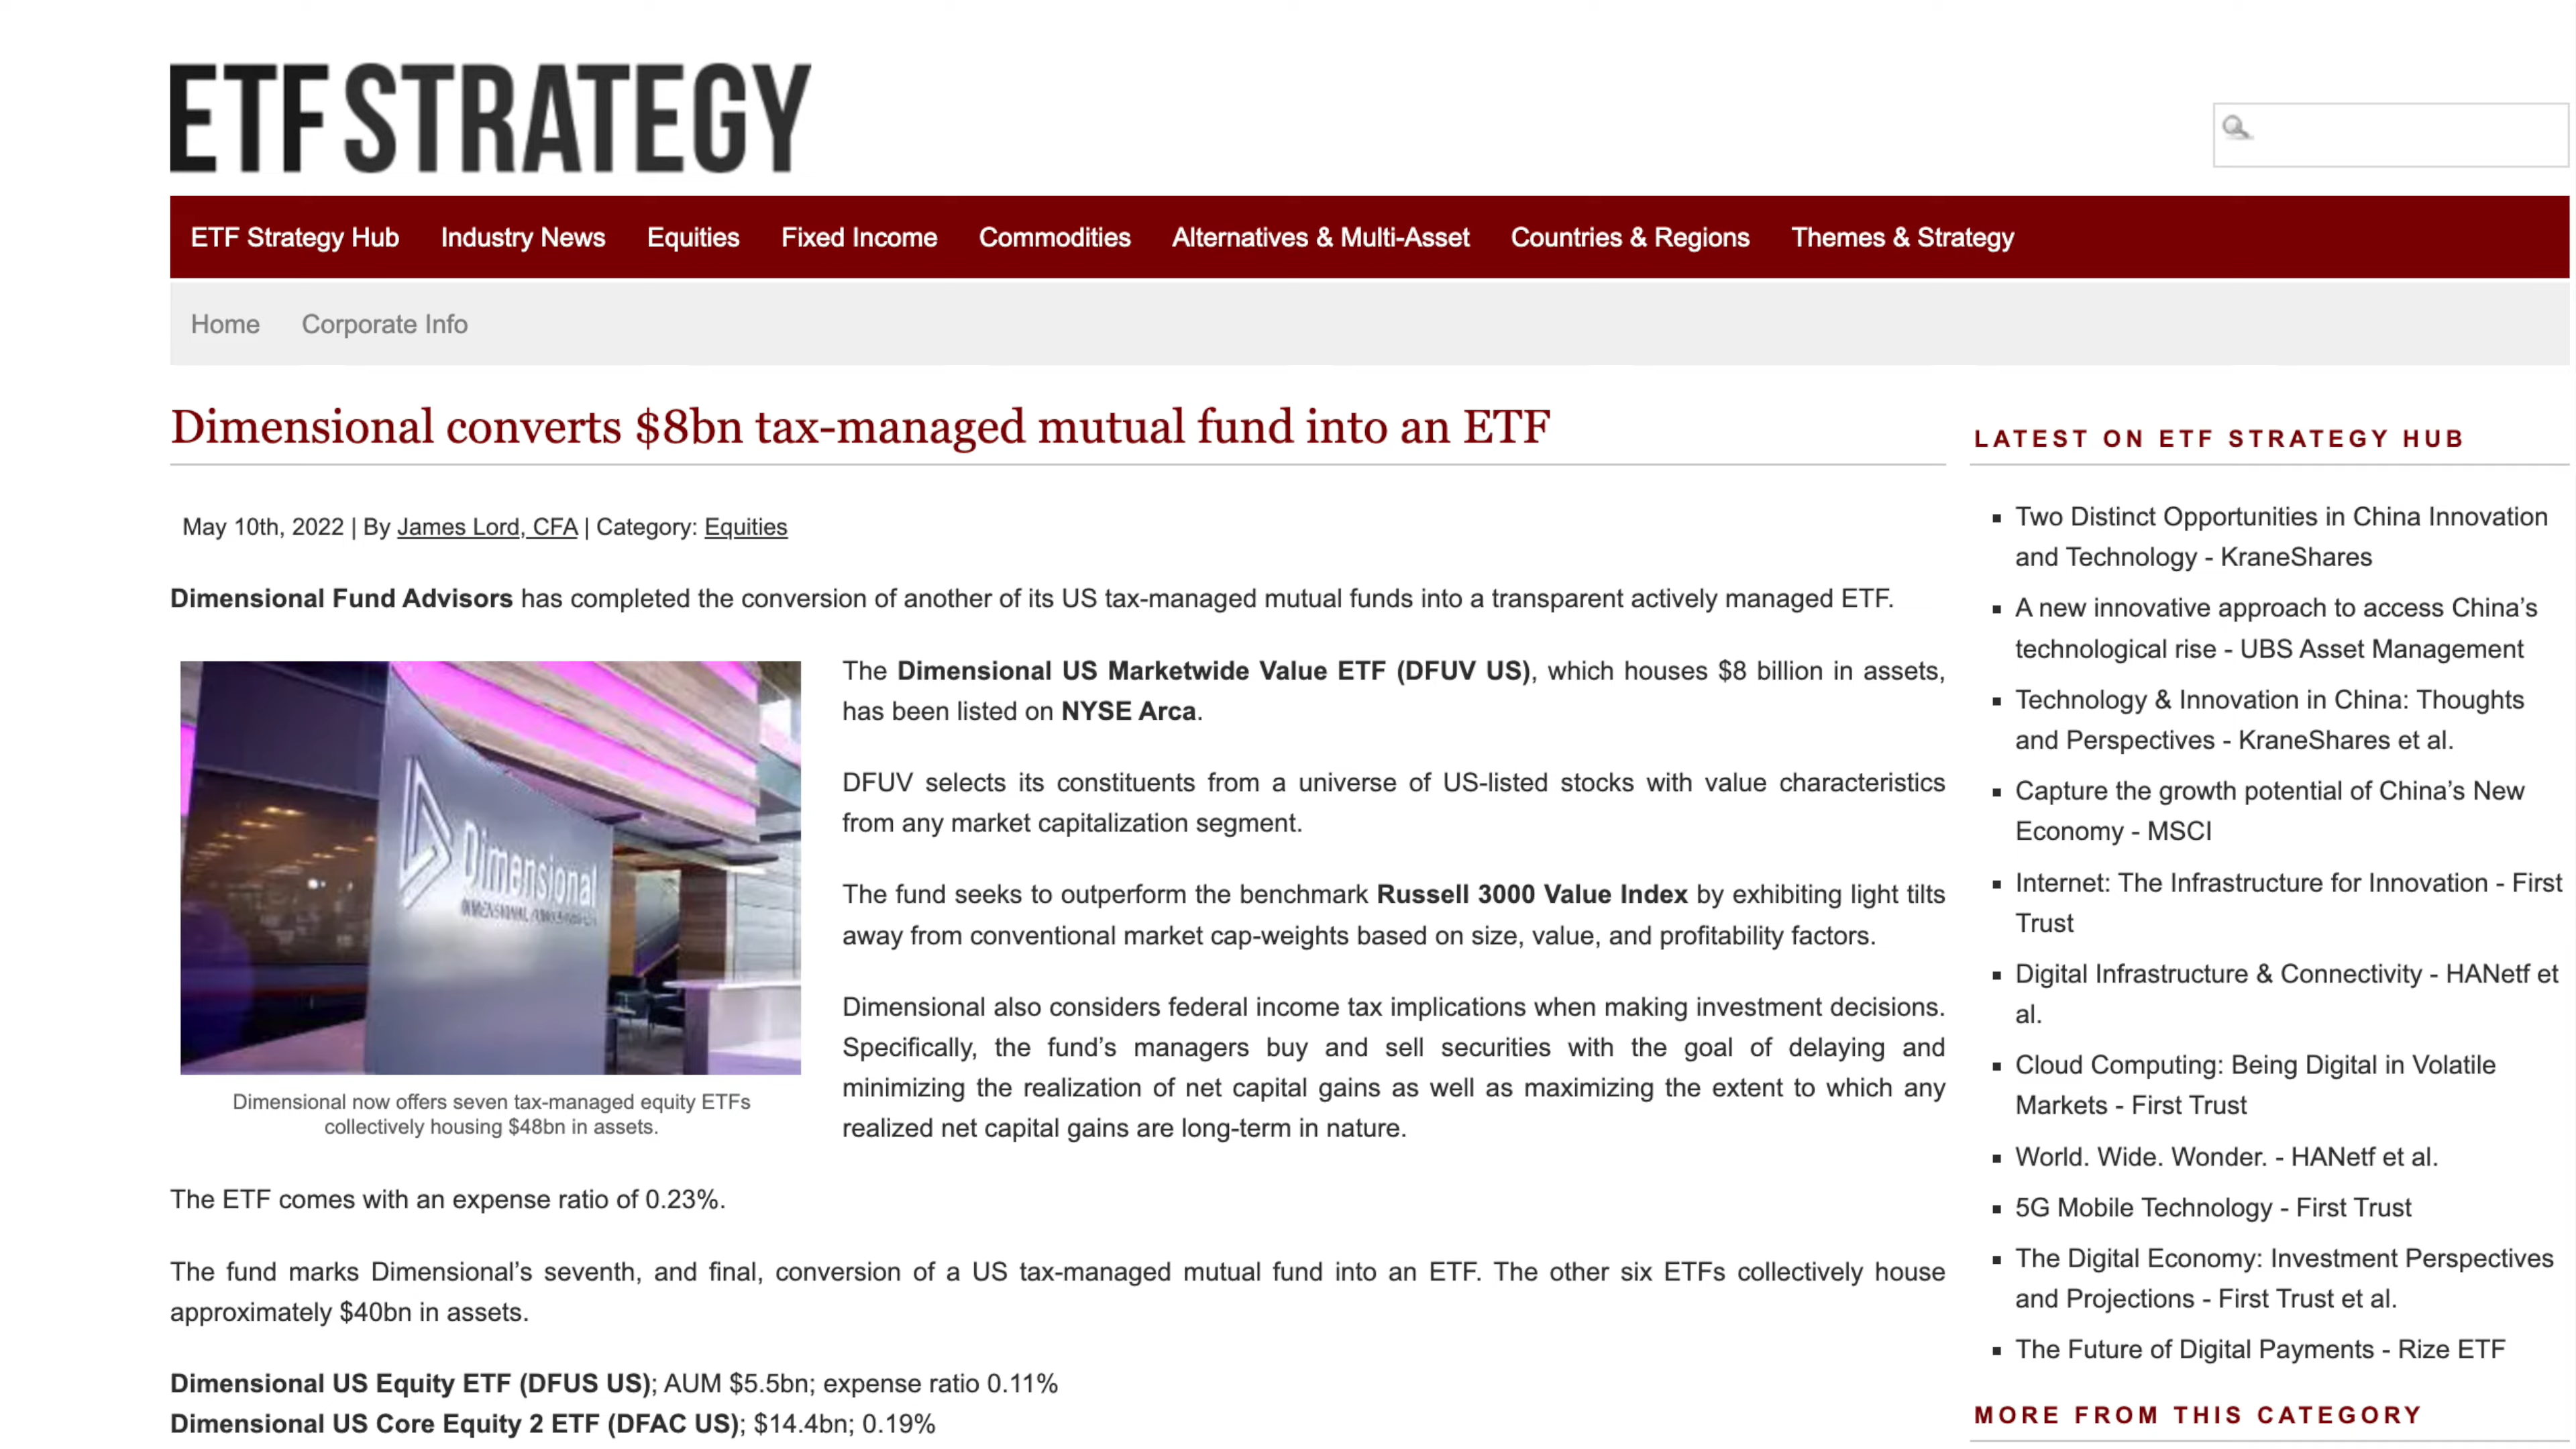 ETF STRATEGY
ETF Strategy Hub Industry News Equities Fixed Income Commodities Alternatives & Multi-Asset Countries & Regions Themes & Strategy
Home Corporate Info
Dimensional converts $8bn tax-managed mutual fund into an ETF
May 10th, 2022 | By James Lord, CFA | Category: Equities
Dimensional Fund Advisors has completed the conversion of another of its US tax-managed mutual funds into a transparent actively managed ETF.
Dimensional
Dimensional now offers seven tax-managed equity ETFs
collectively housing $48bn in assets.
The Dimensional US Marketwide Value ETF (DFUV US), which houses $8 billion in assets,
has been listed on NYSE Arca.
DFUV selects its constituents from a universe of US-listed stocks with value characteristics
from any market capitalization segment.
The fund seeks to outperform the benchmark Russell 3000 Value Index by exhibiting light tilts
away from conventional market cap-weights based on size, value, and profitability factors.
Dimensional also considers federal income tax implications when making investment decisions.
Specifically, the fund’s managers buy and sell securities with the goal of delaying and
minimizing the realization of net capital gains as well as maximizing the extent to which any
realized net capital gains are long-term in nature.
The ETF comes with an expense ratio of 0.23%.
The fund marks Dimensional’s seventh, and final, conversion of a US tax-managed mutual fund into an ETF. The other six ETFs collectively house
approximately $40bn in assets.
Dimensional US Equity ETF (DFUS US); AUM $5.5bn; expense ratio 0.11%
Dimensional US Core Equity 2 ETF (DFAC US); $14.4bn; 0.19%
LATEST ON ETF STRATEGY HUB
Two Distinct Opportunities in China Innovation
and Technology - KraneShares
A new innovative approach to access China’s
technological rise - UBS Asset Management
Technology & Innovation in China: Thoughts
and Perspectives - KraneShares et al.
Capture the growth potential of China’s New
Economy - MSCI
Internet: The Infrastructure for Innovation - First
Trust
Digital Infrastructure & Connectivity - HANetf et
al.
Cloud Computing: Being Digital in Volatile
Markets - First Trust
World. Wide. Wonder. - HANetf et al.
5G Mobile Technology - First Trust
The Digital Economy: Investment Perspectives
and Projections - First Trust et al.
The Future of Digital Payments - Rize ETF
MORE FROM THIS CATEGORY